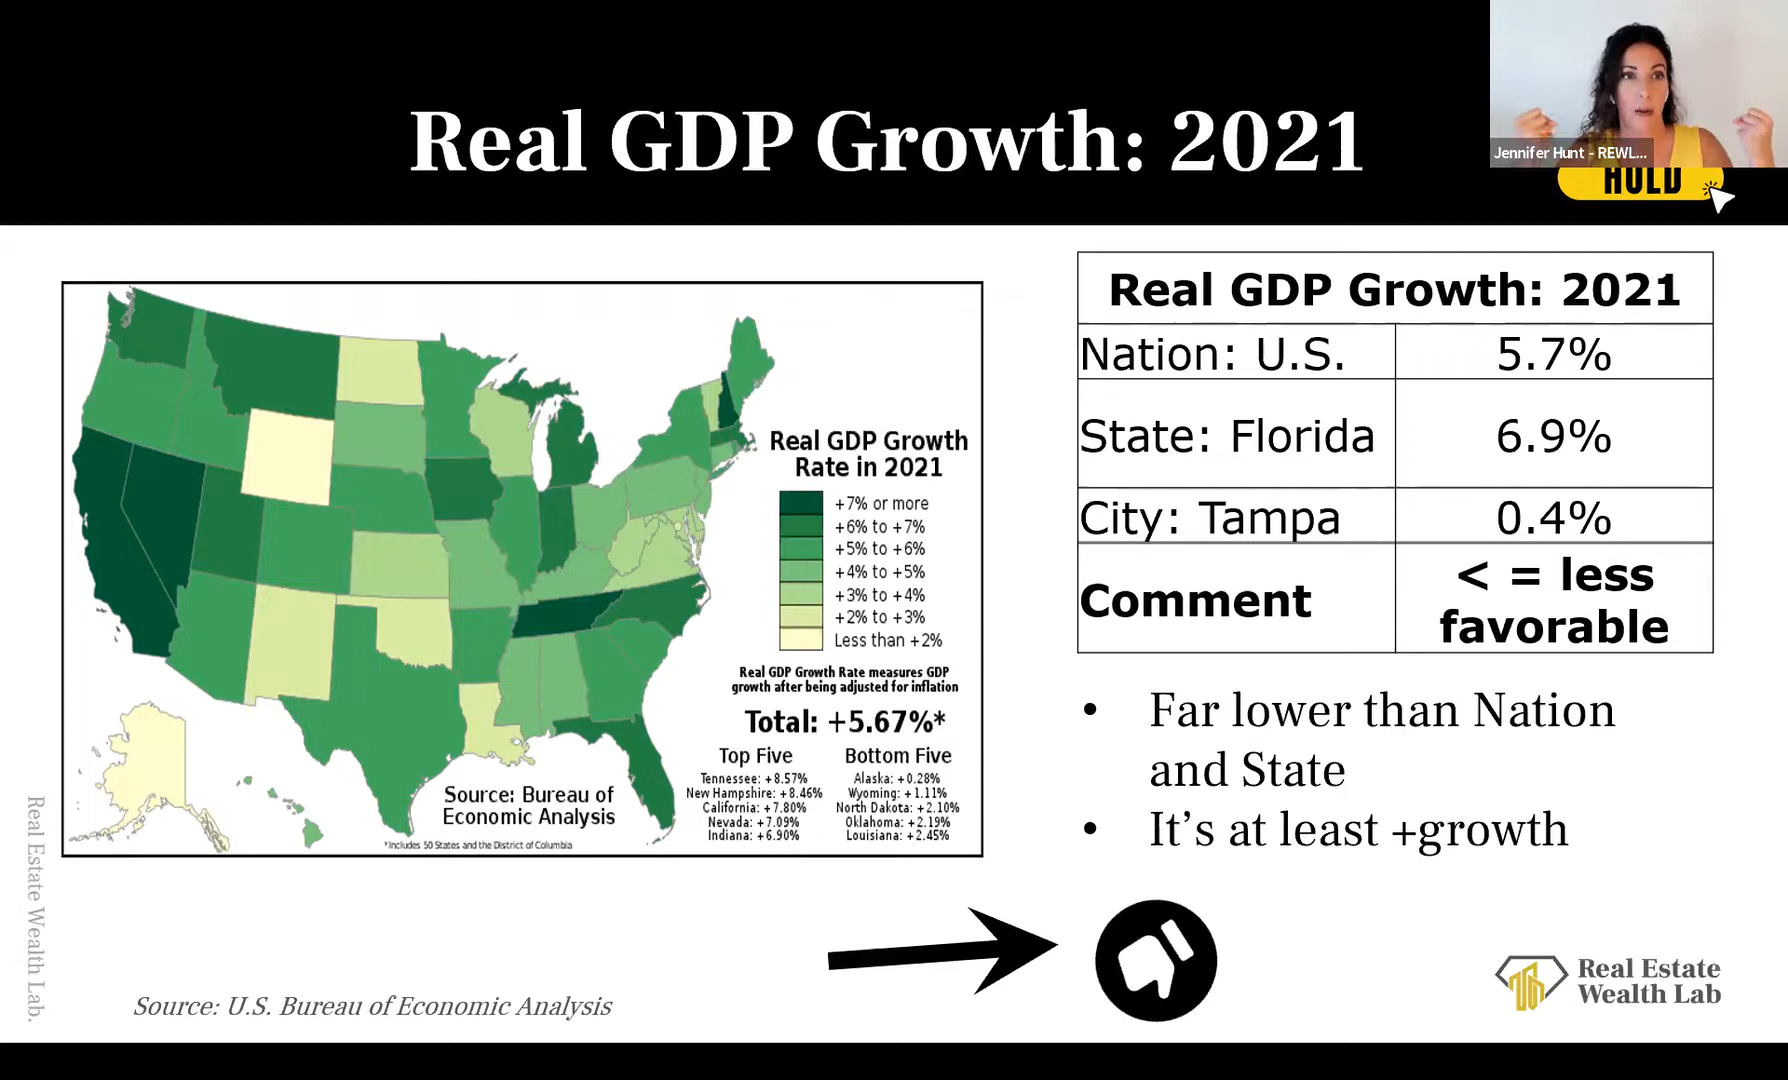 Real GDP Growth: 2021
Jennifer Hunt - REWL...
HOLD
Real GDP Growth
Rate in 2021
+7% or more
+6% to +7%
+5% to +6%
+4% to +5%
+3% to +4%
+2% to +3%
Less than +2%
Real GDP Growth Rate measures GDP
growth after being adjusted for inflation
Total: +5.67%*
Top Five
Tennessee: +8.57%
New Hampshire: +8.46%
California: +7.80%
Nevada: +7.09%
Indiana: +6.90%
Bottom Five
Alaska: +0.28%
Wyoming: +1.11%
North Dakota: +2.10%
Oklahoma: +2.19%
Louisiana: +2.45%
Source: Bureau of
Economic Analysis
*Includes 50 States and the District of Columbia
Real GDP Growth: 2021
Nation: U.S. 5.7%
State: Florida 6.9%
City: Tampa 0.4%
Comment < = less
favorable
• Far lower than Nation
and State
• It's at least +growth
Real Estate Wealth Lab.
Source: U.S. Bureau of Economic Analysis
Real Estate
Wealth Lab